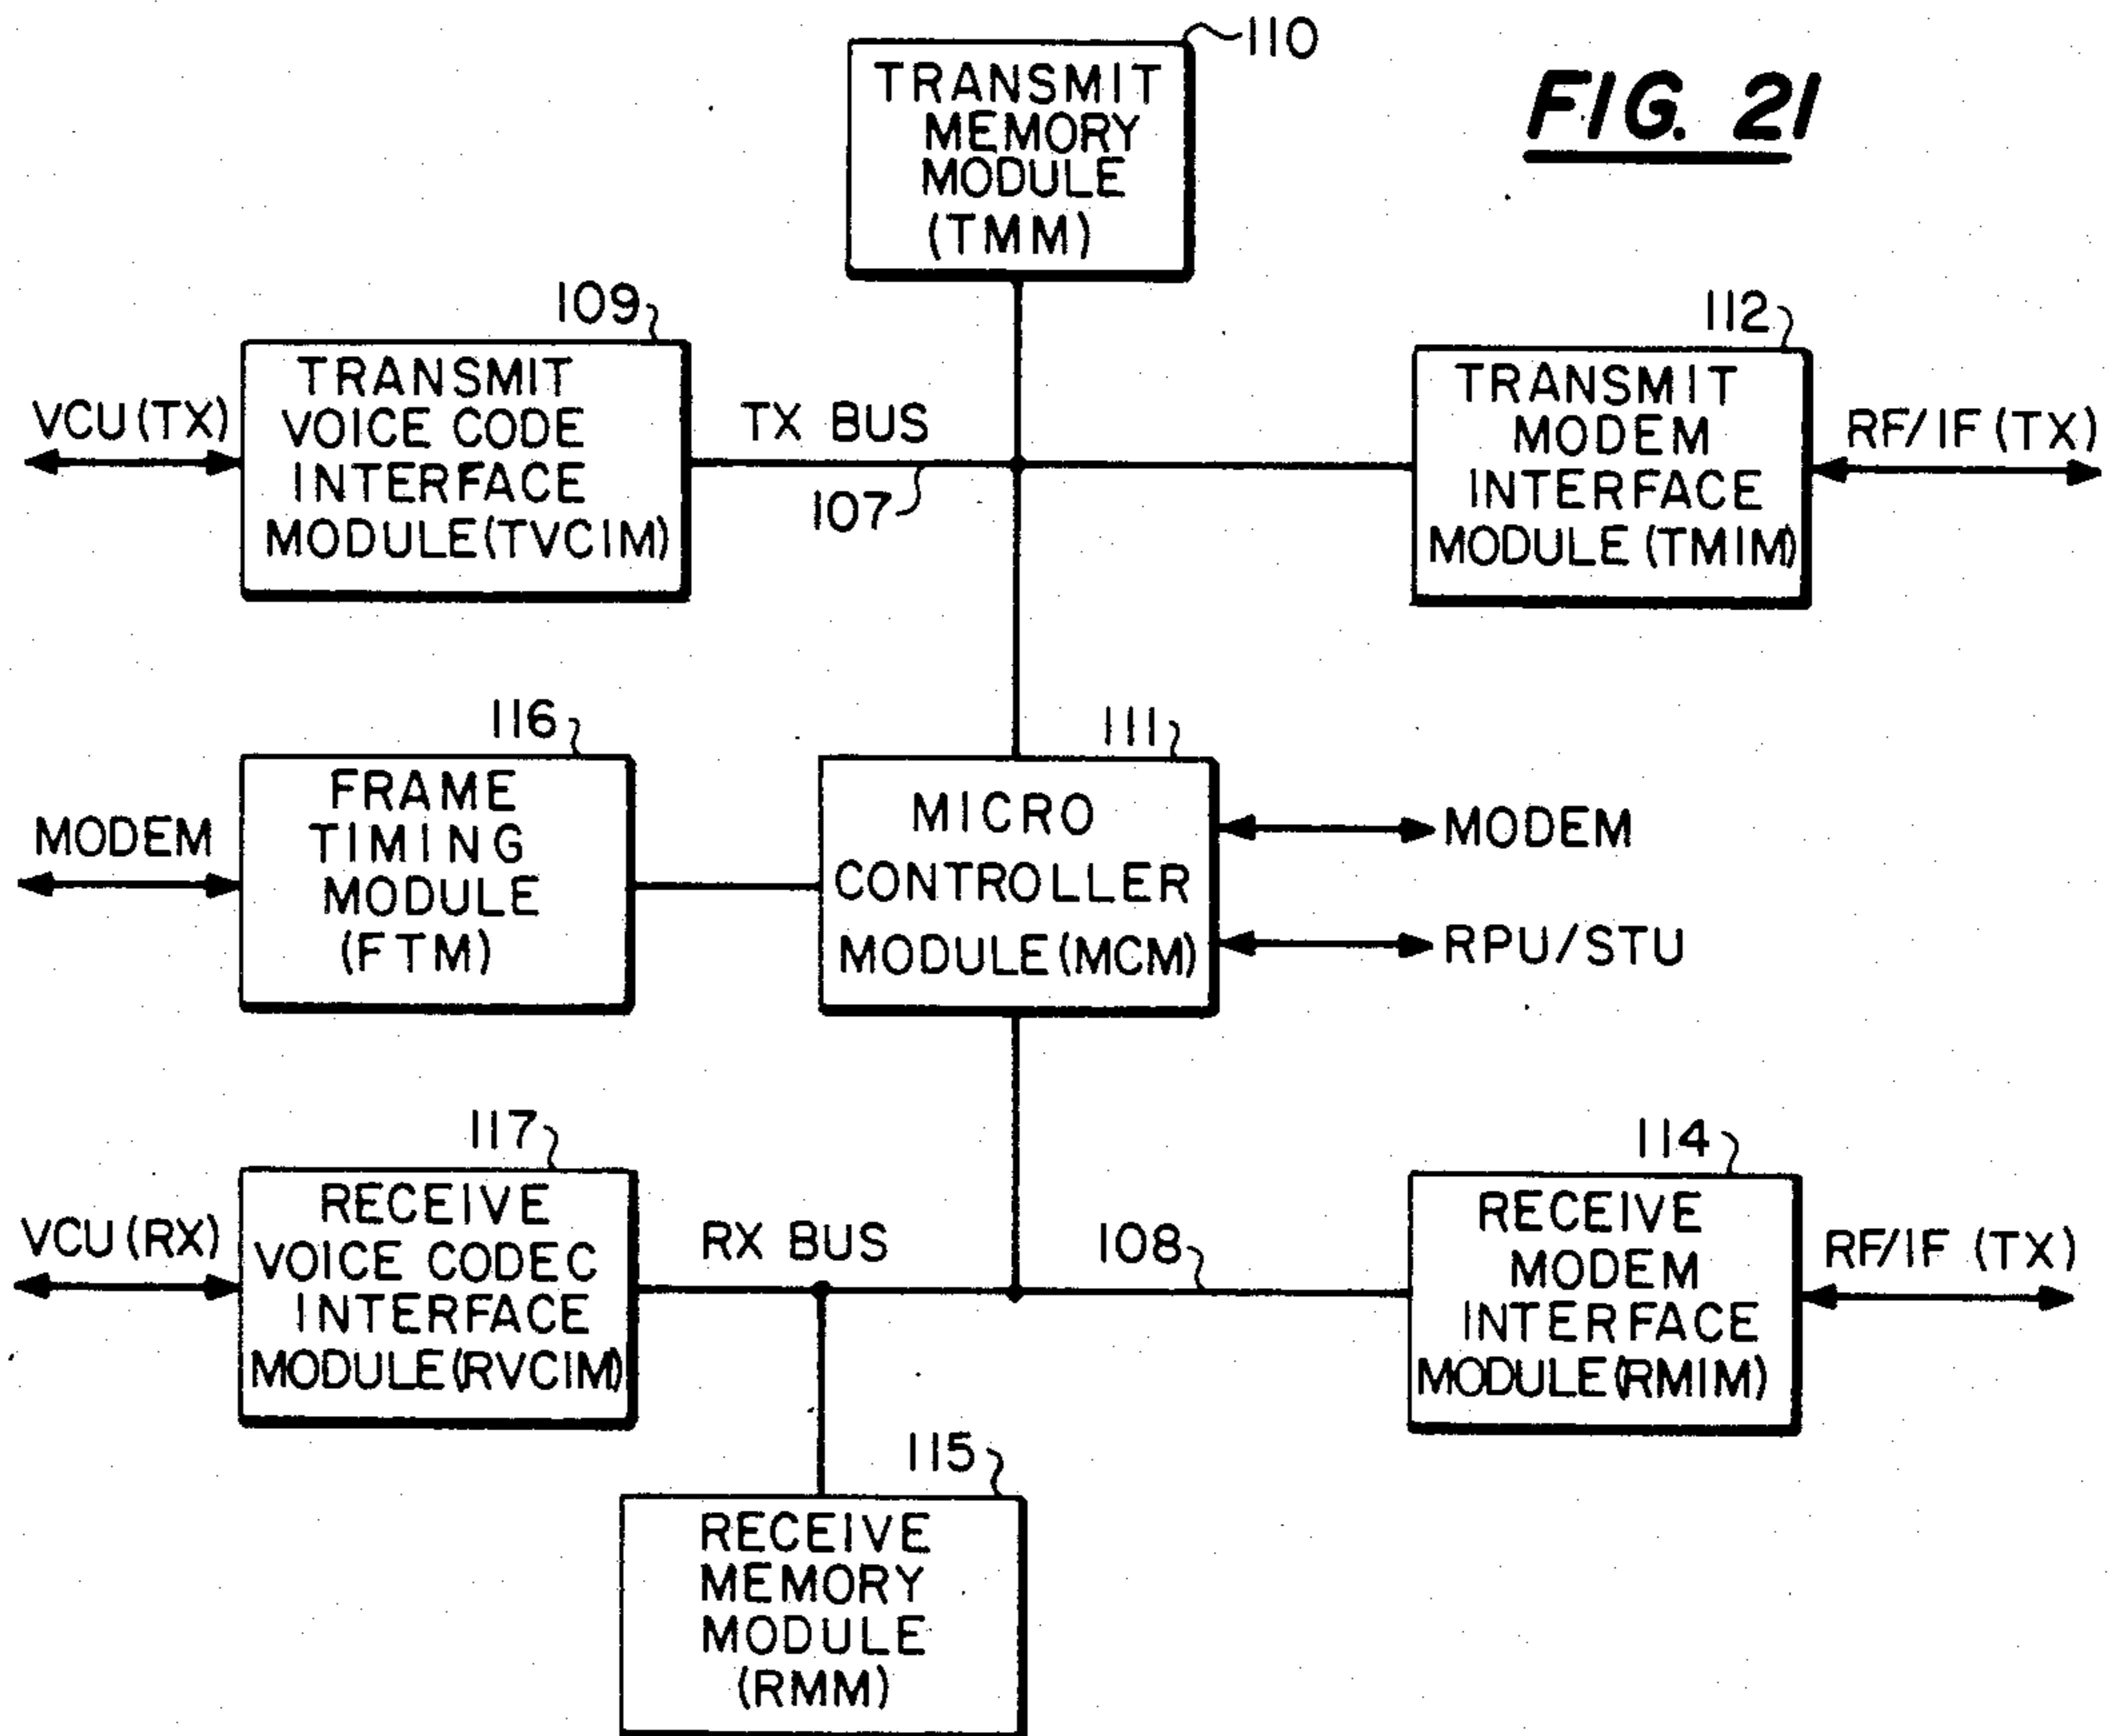 110
FIG. 21
TRANSMIT
MEMORY
MODULE
(TMM)
109
TRANSMIT
VOICE CODE
INTERFACE
MODULE(TVCIM)
VCU(TX)
TX BUS
107
112
TRANSMIT
MODEM
INTERFACE
MODULE(TMIM)
RF/IF(TX)
116
FRAME
TIMING
MODULE
(FTM)
MODEM
111
MICRO
CONTROLLER
MODULE(MCM)
MODEM
RPU/STU
117
RECEIVE
VOICE CODEC
INTERFACE
MODULE(RVCIM)
VCU(RX)
RX BUS
108
114
RECEIVE
MODEM
INTERFACE
MODULE(RMIM)
RF/IF (TX)
115
RECEIVE
MEMORY
MODULE
(RMM)